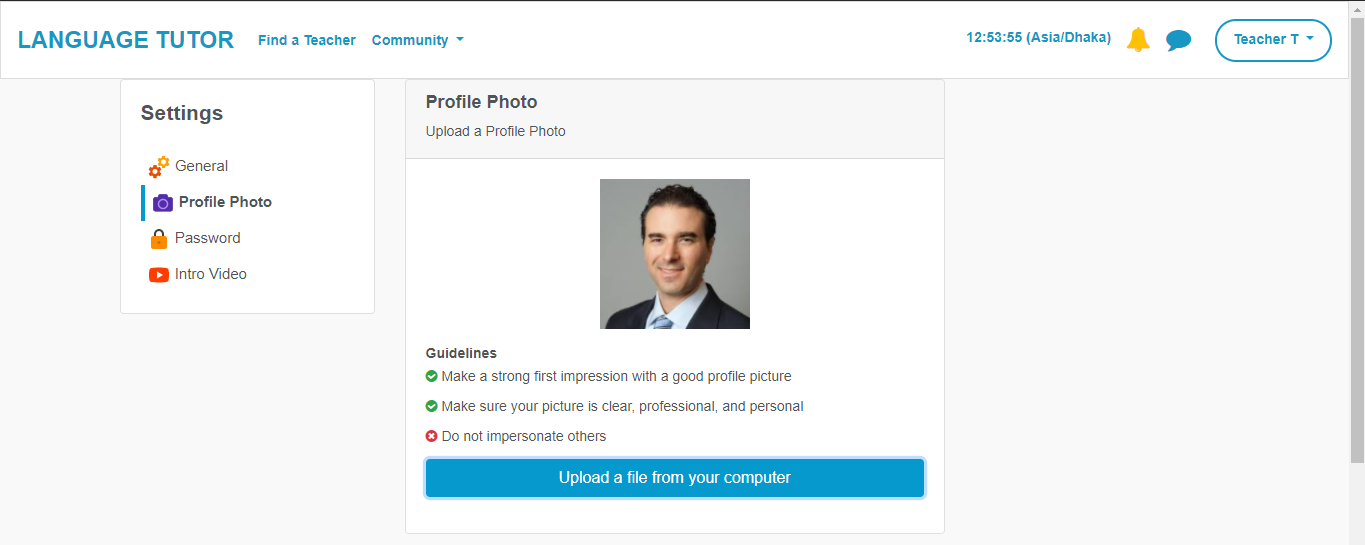 LANGUAGE TUTOR Find a Teacher Community 12:53:55 (Asia/Dhaka) Teacher T
Settings
General
Profile Photo
Password
Intro Video
Profile Photo
Upload a Profile Photo
Guidelines
Make a strong first impression with a good profile picture
Make sure your picture is clear, professional, and personal
Do not impersonate others
Upload a file from your computer